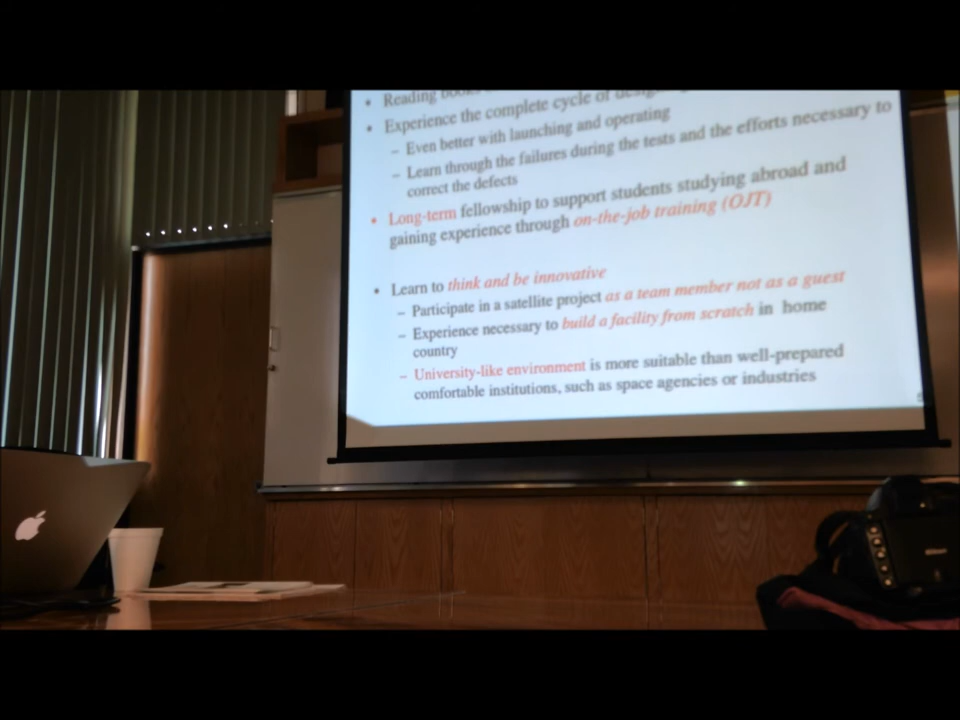 • Reading books
• Experience the complete cycle of
– Even better with launching and operating
– Learn through the failures during the tests and the efforts necessary to
correct the defects
• Long-term fellowship to support students studying abroad and
gaining experience through on-the-job training (OJT)
• Learn to think and be innovative
– Participate in a satellite project as a team member not as a guest
– Experience necessary to build a facility from scratch in home
country
– University-like environment is more suitable than well-prepared
comfortable institutions, such as space agencies or industries
Nikon